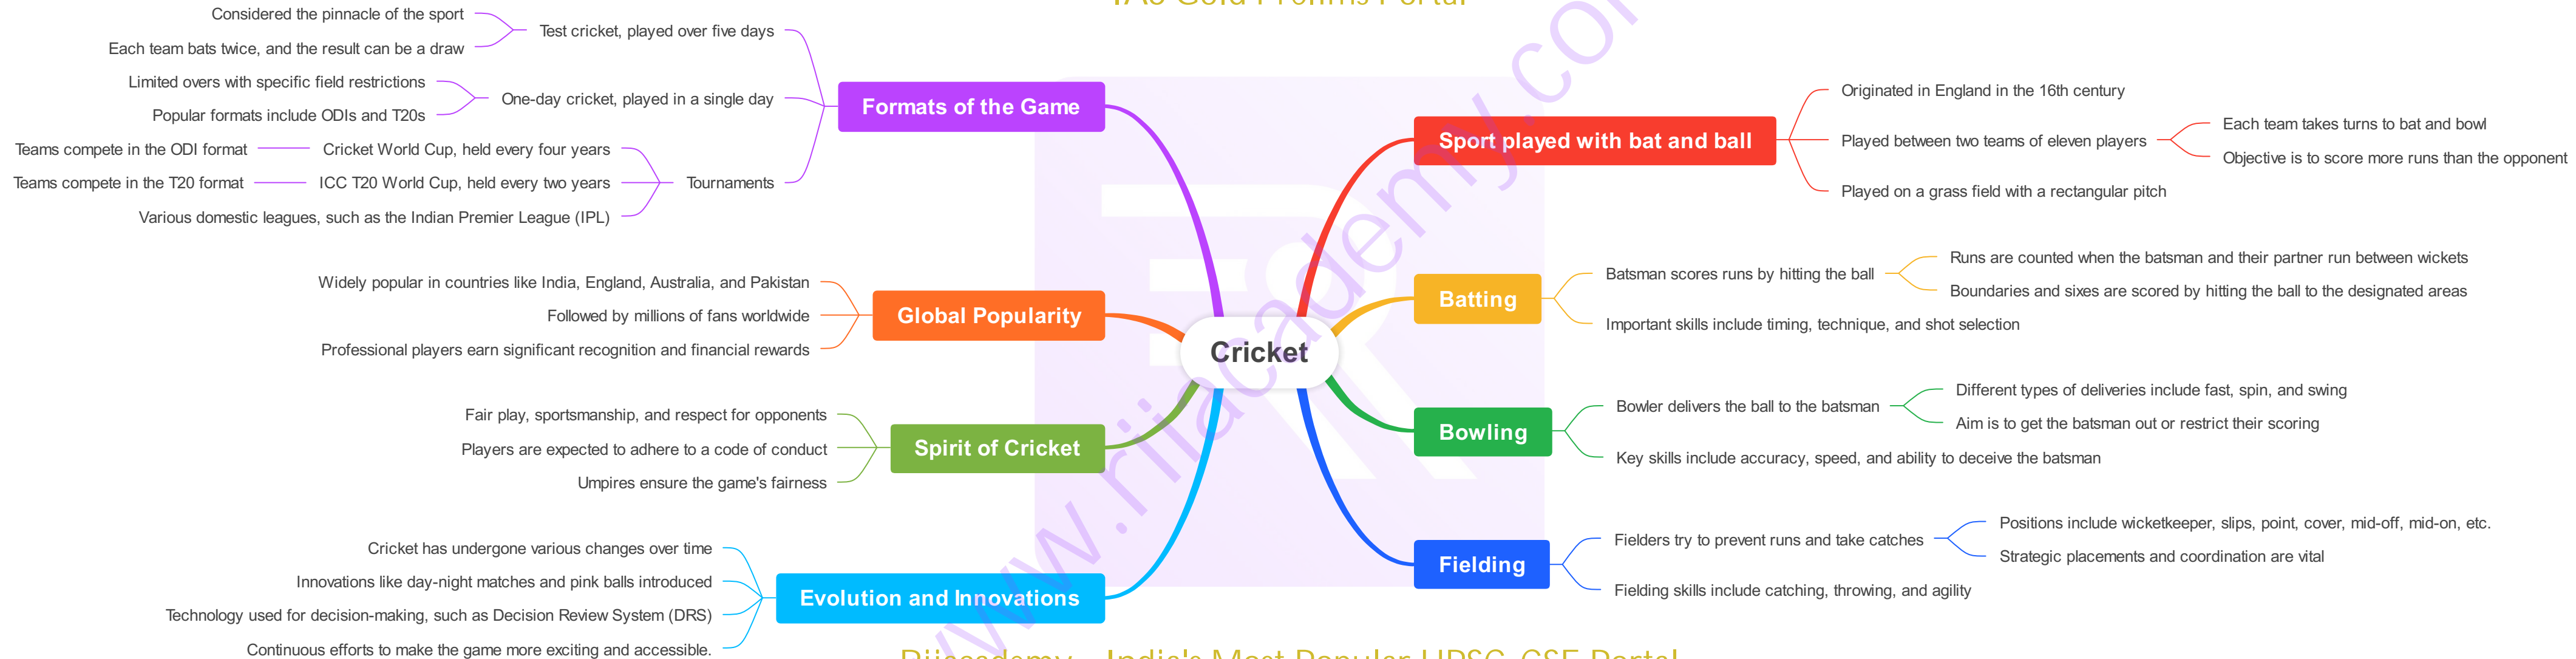 IAS Gold Prelims Portal
Cricket
Formats of the Game
Test cricket, played over five days
Considered the pinnacle of the sport
Each team bats twice, and the result can be a draw
One-day cricket, played in a single day
Limited overs with specific field restrictions
Popular formats include ODIs and T20s
Tournaments
Cricket World Cup, held every four years
Teams compete in the ODI format
ICC T20 World Cup, held every two years
Teams compete in the T20 format
Various domestic leagues, such as the Indian Premier League (IPL)
Global Popularity
Widely popular in countries like India, England, Australia, and Pakistan
Followed by millions of fans worldwide
Professional players earn significant recognition and financial rewards
Spirit of Cricket
Fair play, sportsmanship, and respect for opponents
Players are expected to adhere to a code of conduct
Umpires ensure the game's fairness
Evolution and Innovations
Cricket has undergone various changes over time
Innovations like day-night matches and pink balls introduced
Technology used for decision-making, such as Decision Review System (DRS)
Continuous efforts to make the game more exciting and accessible.
Sport played with bat and ball
Originated in England in the 16th century
Played between two teams of eleven players
Each team takes turns to bat and bowl
Objective is to score more runs than the opponent
Played on a grass field with a rectangular pitch
Batting
Batsman scores runs by hitting the ball
Runs are counted when the batsman and their partner run between wickets
Boundaries and sixes are scored by hitting the ball to the designated areas
Important skills include timing, technique, and shot selection
Bowling
Bowler delivers the ball to the batsman
Different types of deliveries include fast, spin, and swing
Aim is to get the batsman out or restrict their scoring
Key skills include accuracy, speed, and ability to deceive the batsman
Fielding
Fielders try to prevent runs and take catches
Positions include wicketkeeper, slips, point, cover, mid-off, mid-on, etc.
Strategic placements and coordination are vital
Fielding skills include catching, throwing, and agility
www.rijacademy.com
Rijacademy - India's Most Popular UPSC-CSE Portal